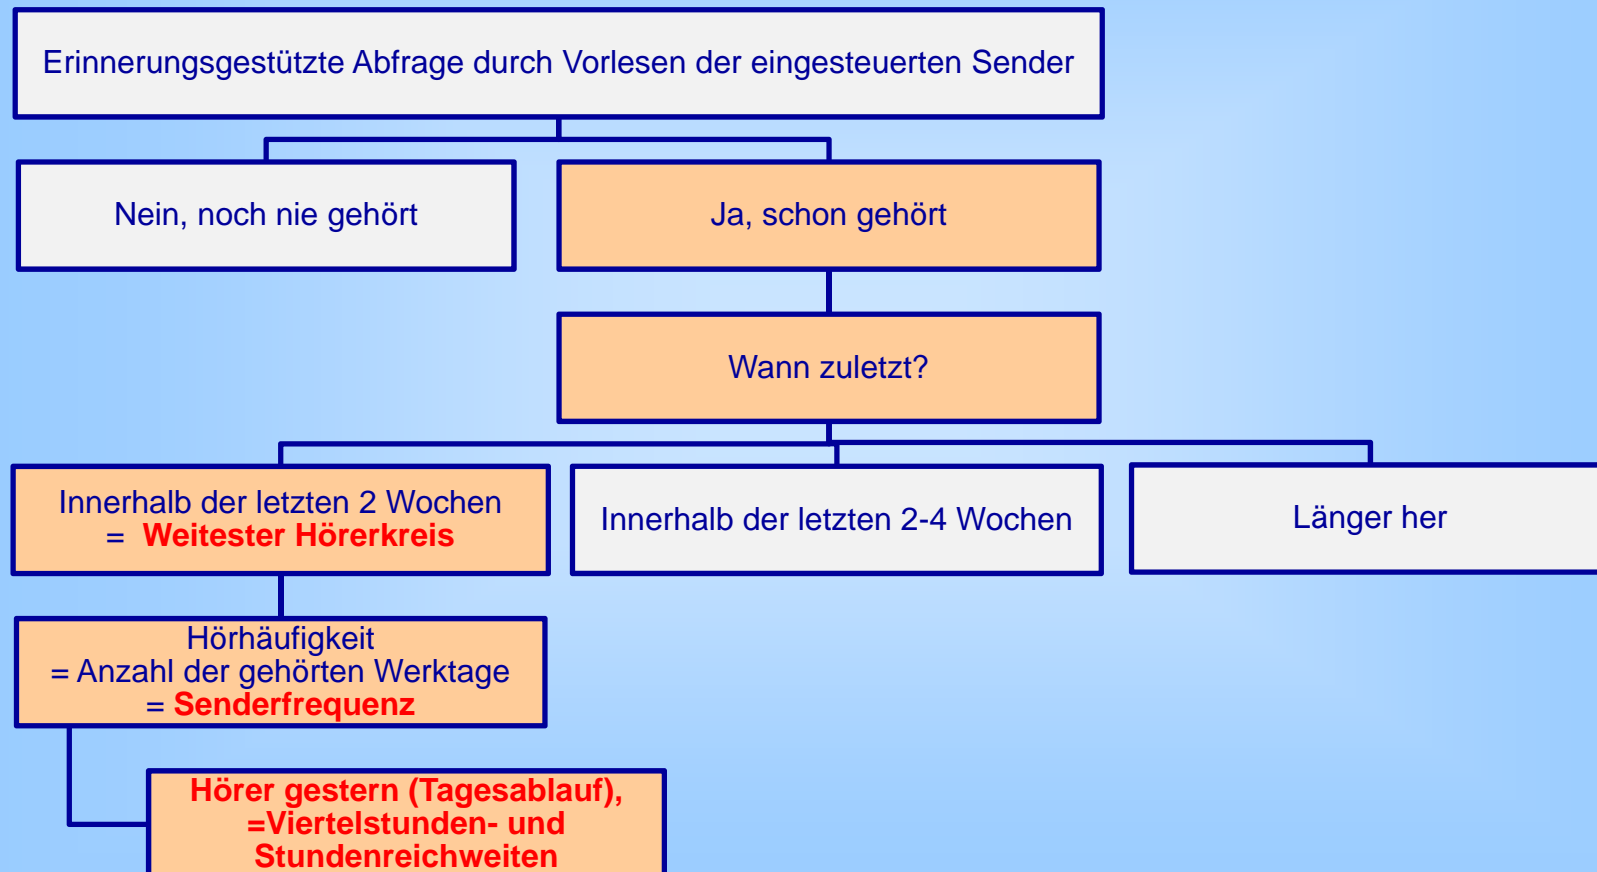 Erinnerungsgestützte Abfrage durch Vorlesen der eingesteuerten Sender
Nein, noch nie gehört
Ja, schon gehört
Wann zuletzt?
Innerhalb der letzten 2 Wochen
= Weitester Hörerkreis
Innerhalb der letzten 2-4 Wochen
Länger her
Hörhäufigkeit
= Anzahl der gehörten Werktage
= Senderfrequenz
Hörer gestern (Tagesablauf),
=Viertelstunden- und
Stundenreichweiten